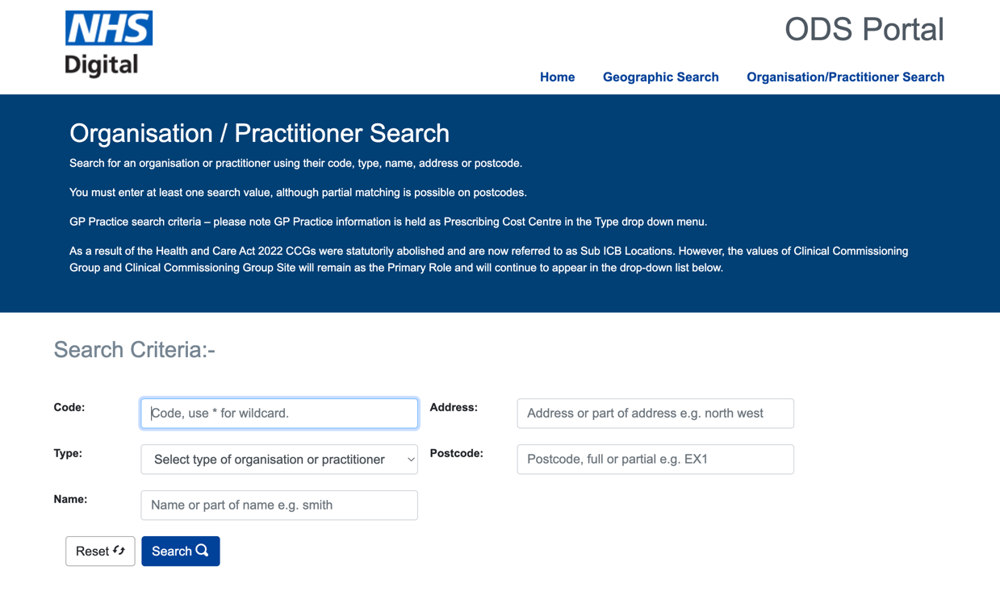 NHS
Digital
ODS Portal
Home Geographic Search Organisation/Practitioner Search
Organisation / Practitioner Search
Search for an organisation or practitioner using their code, type, name, address or postcode.
You must enter at least one search value, although partial matching is possible on postcodes.
GP Practice search criteria – please note GP Practice information is held as Prescribing Cost Centre in the Type drop down menu.
As a result of the Health and Care Act 2022 CCGs were statutorily abolished and are now referred to as Sub ICB Locations. However, the values of Clinical Commissioning
Group and Clinical Commissioning Group Site will remain as the Primary Role and will continue to appear in the drop-down list below.
Search Criteria:-
Code: Code, use * for wildcard. Address: Address or part of address e.g. north west
Type: Select type of organisation or practitioner Postcode: Postcode, full or partial e.g. EX1
Name: Name or part of name e.g. smith
Reset Search